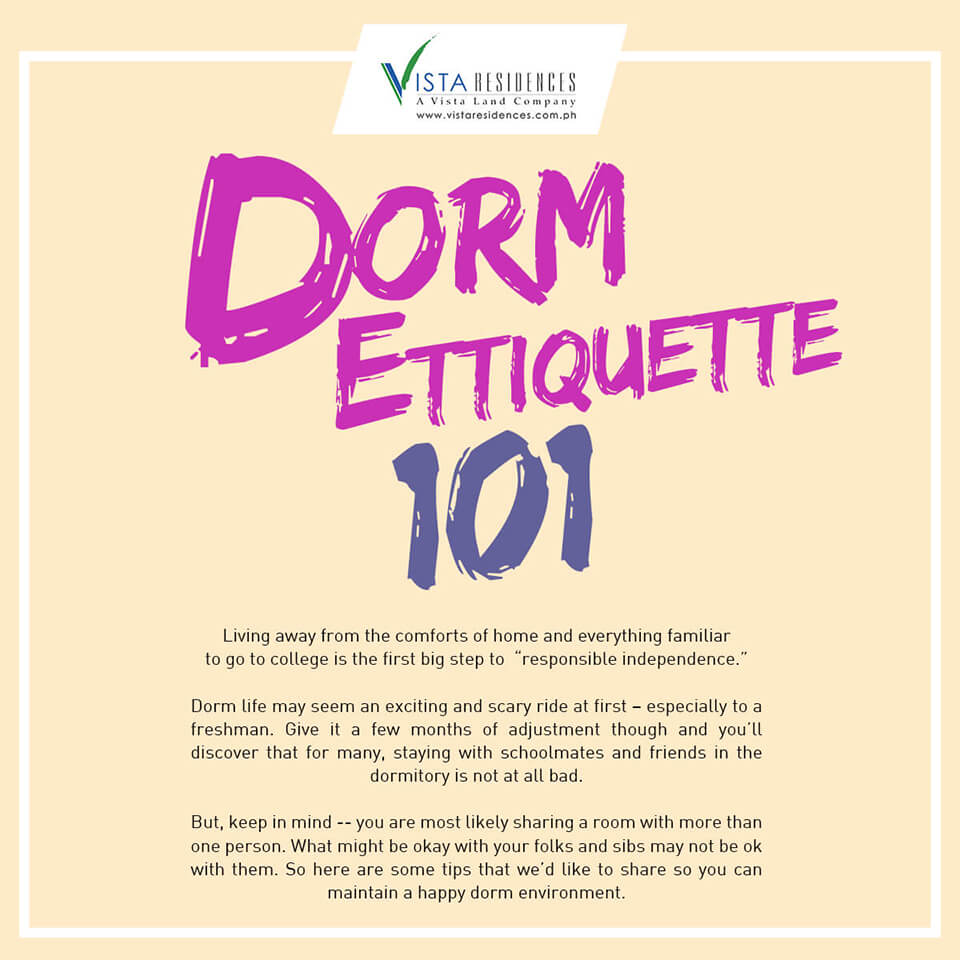 VISTA RESIDENCES
A Vista Land Company
www.vistaresidences.com.ph
DORM
ETTIQUETTE
101
Living away from the comforts of home and everything familiar
to go to college is the first big step to “responsible independence.”
Dorm life may seem an exciting and scary ride at first – especially to a
freshman. Give it a few months of adjustment though and you’ll
discover that for many, staying with schoolmates and friends in the
dormitory is not at all bad.
But, keep in mind -- you are most likely sharing a room with more than
one person. What might be okay with your folks and sibs may not be ok
with them. So here are some tips that we’d like to share so you can
maintain a happy dorm environment.